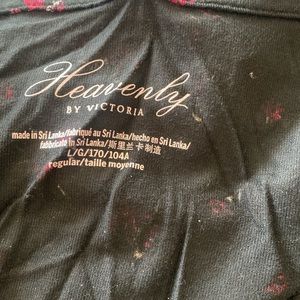 Heavenly
BY VICTORIA
made in Sri Lanka/fabriqué au Sri Lanka/hecho en Sri Lanka/
fabbricato in Sri Lanka/斯里兰卡制造
L/G/170/104A
regular/taille moyenne